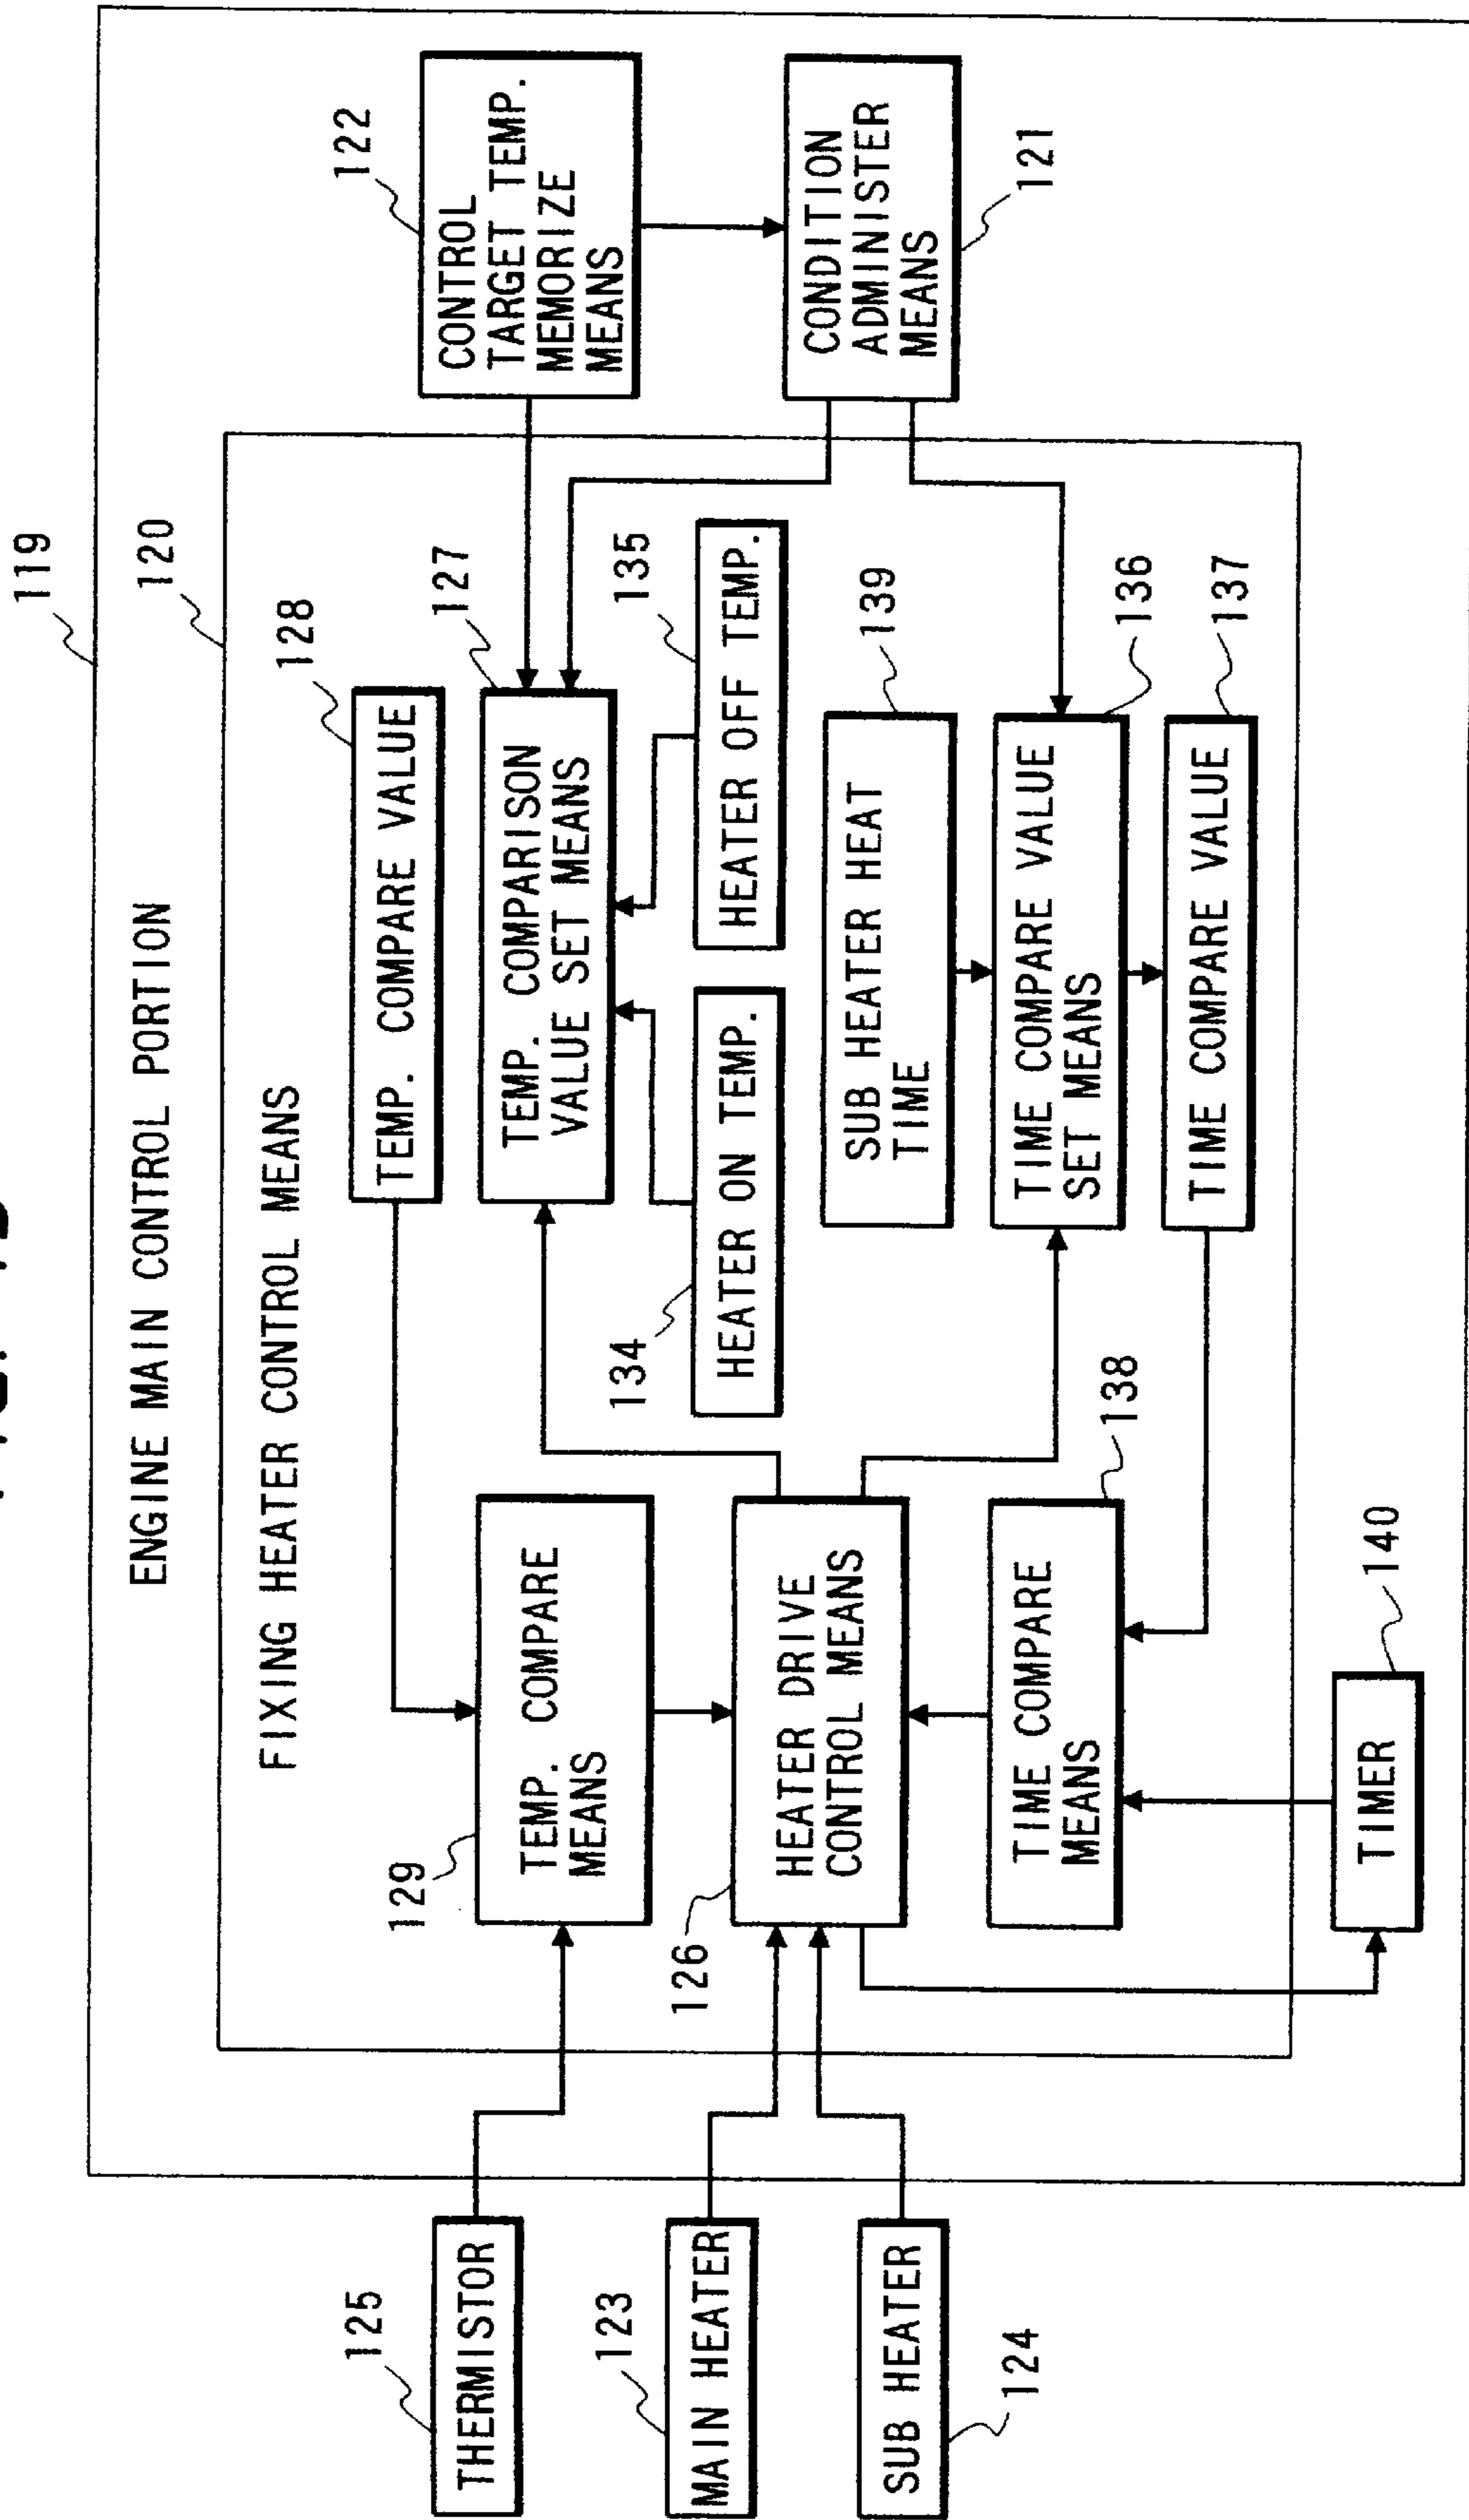 119
ENGINE MAIN CONTROL PORTION
120
FIXING HEATER CONTROL MEANS
125
THERMISTOR
123
MAIN HEATER
SUB HEATER
124
129
TEMP. COMPARE
MEANS
126
HEATER DRIVE
CONTROL MEANS
138
TIME COMPARE
MEANS
140
TIMER
128
TEMP. COMPARE VALUE
127
TEMP. COMPARISON
VALUE SET MEANS
134
HEATER ON TEMP.
135
HEATER OFF TEMP.
139
SUB HEATER HEAT
TIME
136
TIME COMPARE VALUE
SET MEANS
137
TIME COMPARE VALUE
122
CONTROL
TARGET TEMP.
MEMORIZE
MEANS
CONDITION
ADMINISTER
MEANS
121